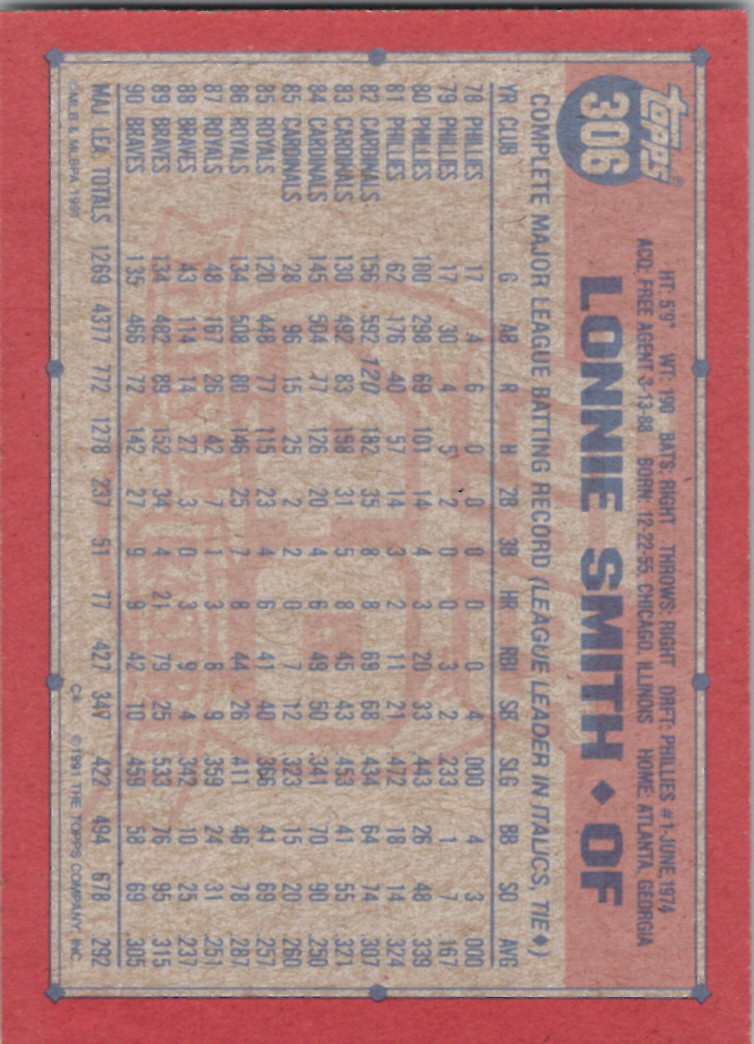 topps®
306
HT: 5'9" WT: 190 BATS: RIGHT THROWS: RIGHT DRFT: PHILLIES #1-JUNE, 1974
ACQ: FREE AGENT, 3-13-88 BORN: 12-22-55, CHICAGO, ILLINOIS HOME: ATLANTA, GEORGIA
LONNIE SMITH ♦ OF
COMPLETE MAJOR LEAGUE BATTING RECORD (LEAGUE LEADER IN ITALICS, TIE♦)
YR CLUB G AB R H 2B 3B HR RBI SB SLG BB SO AVG
78 PHILLIES 17 4 6 0 0 0 0 0 4 .000 4 3 .000
79 PHILLIES 17 30 4 5 2 0 0 3 2 .233 1 7 .167
80 PHILLIES 100 298 69 101 14 4 3 20 33 .443 26 48 .339
81 PHILLIES 62 176 40 57 14 3 2 11 21 .472 18 14 .324
82 CARDINALS 156 592 120 182 35 8 8 69 68 .434 64 74 .307
83 CARDINALS 130 492 83 158 31 5 8 45 43 .453 41 55 .321
84 CARDINALS 145 504 77 126 20 4 6 49 50 .341 70 90 .250
85 CARDINALS 28 96 15 25 2 2 0 7 12 .323 15 20 .260
85 ROYALS 120 448 77 115 23 4 6 41 40 .366 41 69 .257
86 ROYALS 134 508 80 146 25 7 8 44 26 .411 46 78 .287
87 ROYALS 48 167 26 42 7 1 3 8 9 .359 24 31 .251
88 BRAVES 43 114 14 27 3 0 3 9 4 .342 10 25 .237
89 BRAVES 134 482 89 152 34 4 21 79 25 .533 76 95 .315
90 BRAVES 135 466 72 142 27 9 9 42 10 .459 58 69 .305
MAJ LEA TOTALS 1269 4377 772 1278 237 51 77 427 347 .422 494 678 .292
©MLB & MLBPA 1991 ©1991 THE TOPPS COMPANY, INC.